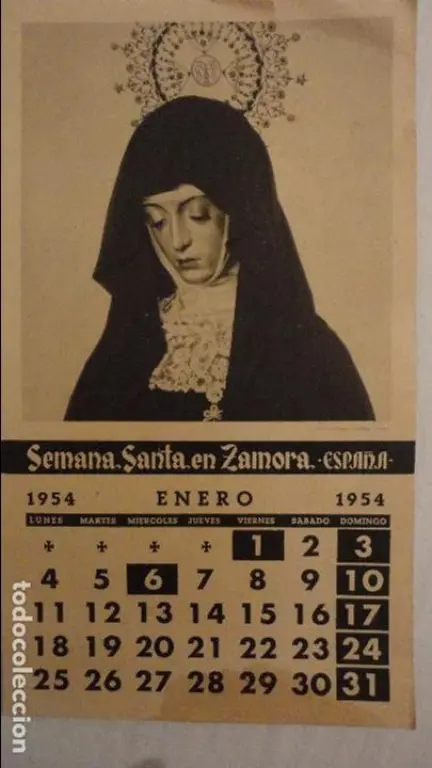 Semana Santa en Zamora · ESPAÑA ·
1954 ENERO 1954
LUNES MARTES MIERCOLES JUEVES VIERNES SABADO DOMINGO
1 2 3
4 5 6 7 8 9 10
11 12 13 14 15 16 17
18 19 20 21 22 23 24
25 26 27 28 29 30 31
todocoleccion